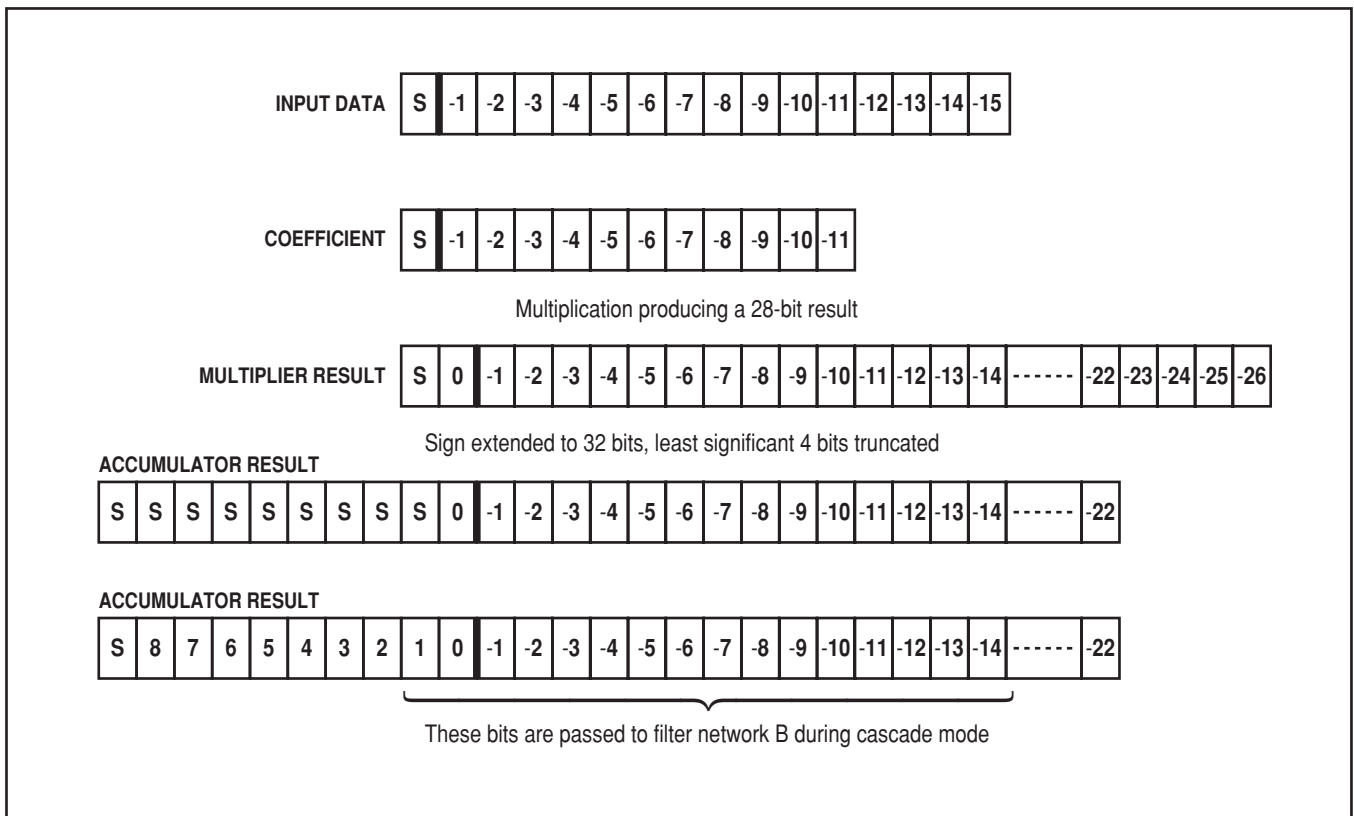 INPUT DATA S -1 -2 -3 -4 -5 -6 -7 -8 -9 -10 -11 -12 -13 -14 -15
COEFFICIENT S -1 -2 -3 -4 -5 -6 -7 -8 -9 -10 -11
Multiplication producing a 28-bit result
MULTIPLIER RESULT S 0 -1 -2 -3 -4 -5 -6 -7 -8 -9 -10 -11 -12 -13 -14 ------ -22 -23 -24 -25 -26
Sign extended to 32 bits, least significant 4 bits truncated
ACCUMULATOR RESULT
S S S S S S S S S 0 -1 -2 -3 -4 -5 -6 -7 -8 -9 -10 -11 -12 -13 -14 ------ -22
ACCUMULATOR RESULT
S 8 7 6 5 4 3 2 1 0 -1 -2 -3 -4 -5 -6 -7 -8 -9 -10 -11 -12 -13 -14 ------ -22
These bits are passed to filter network B during cascade mode